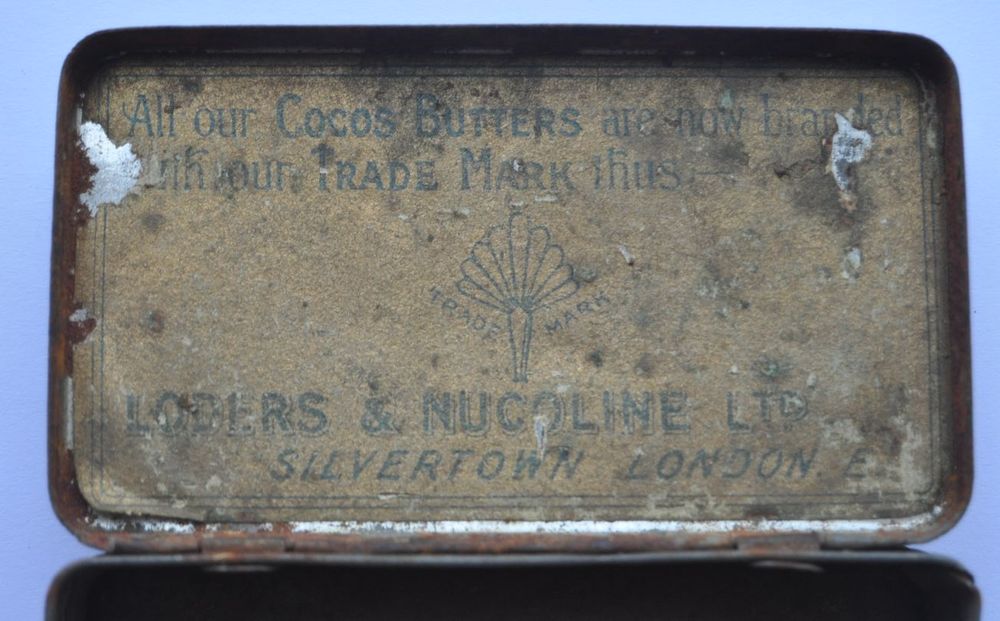 All our COCOS BUTTERS are now branded
with our TRADE MARK thus:—
TRADE MARK
LODERS & NUCOLINE LTD
SILVERTOWN LONDON. E